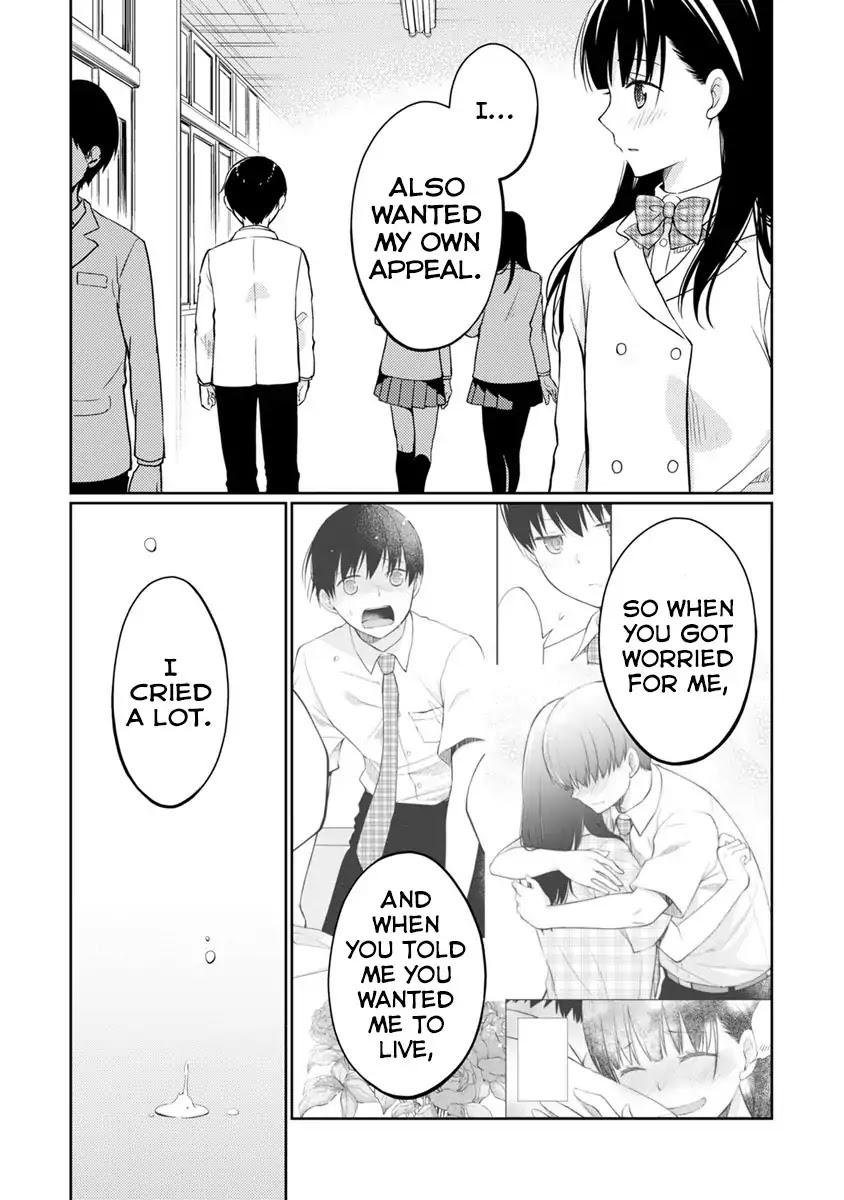 I...
ALSO
WANTED
MY OWN
APPEAL.
SO WHEN
YOU GOT
WORRIED
FOR ME,
AND
WHEN
YOU TOLD
ME YOU
WANTED
ME TO
LIVE,
I
CRIED
A LOT.